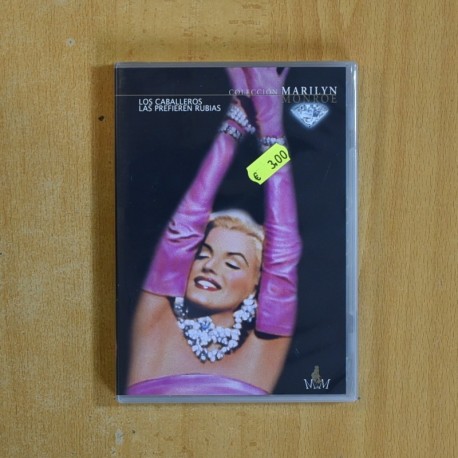 COLECCIÓN MARILYN
MONROE
LOS CABALLEROS
LAS PREFIEREN RUBIAS
€ 3,00